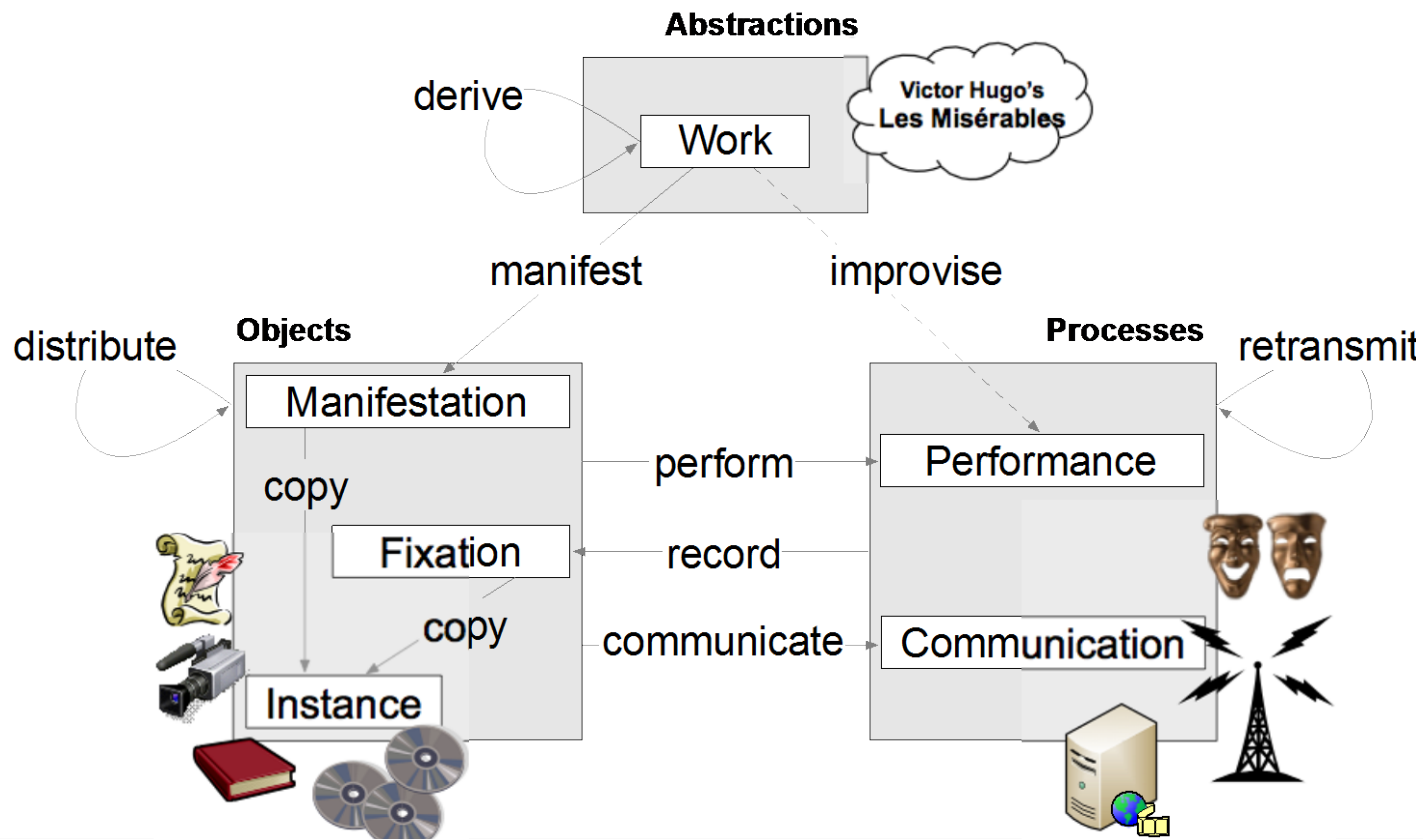 Abstractions
derive
Work
Victor Hugo's
Les Misérables
manifest
improvise
Objects
Processes
distribute
retransmit
Manifestation
Performance
perform
copy
Fixation
record
copy
communicate
Communication
Instance